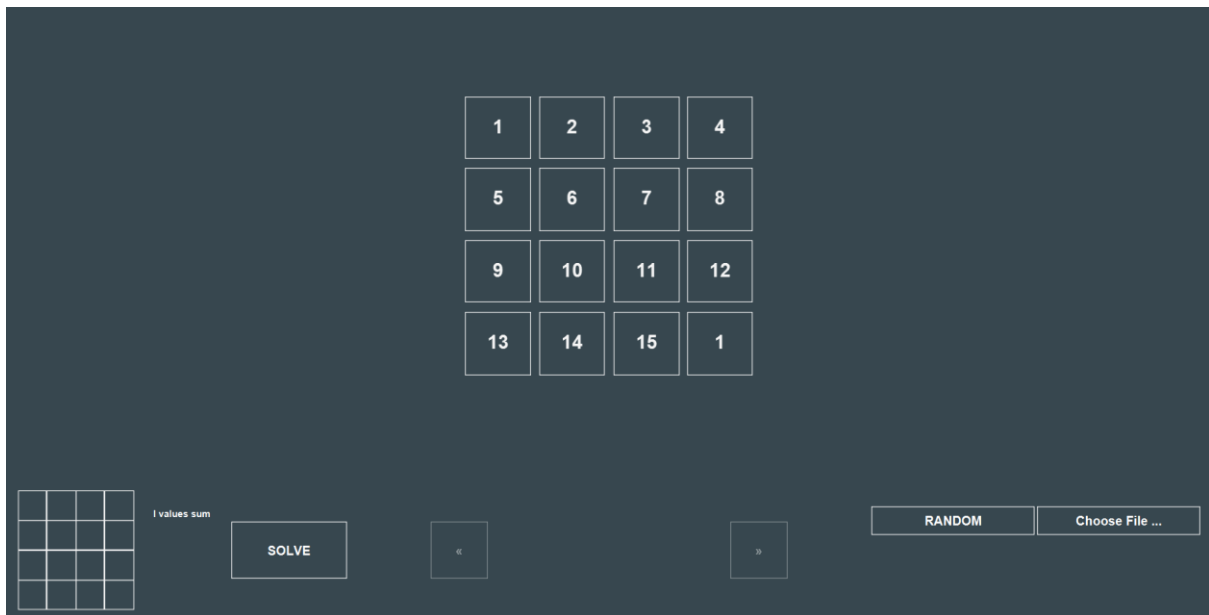 1 2 3 4
5 6 7 8
9 10 11 12
13 14 15 1
I values sum
SOLVE « »
RANDOM Choose File ...